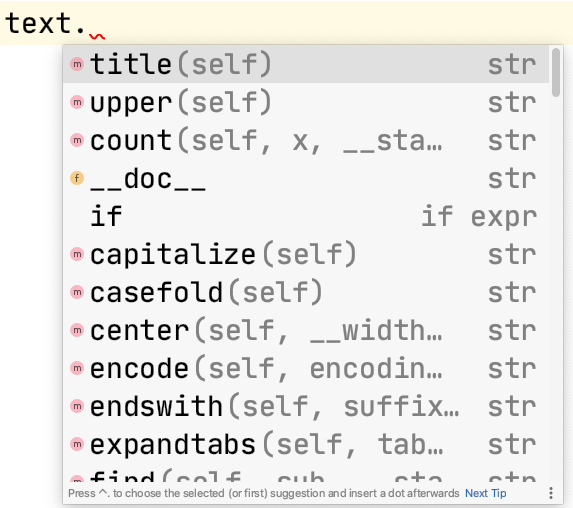 text.
m title(self) str
m upper(self) str
m count(self, x, __sta… str
f __doc__ str
if if expr
m capitalize(self) str
m casefold(self) str
m center(self, __width… str
m encode(self, encodin… str
m endswith(self, suffix… str
m expandtabs(self, tab… str
m find(self, sub, __sta… str
Press ^. to choose the selected (or first) suggestion and insert a dot afterwards Next Tip